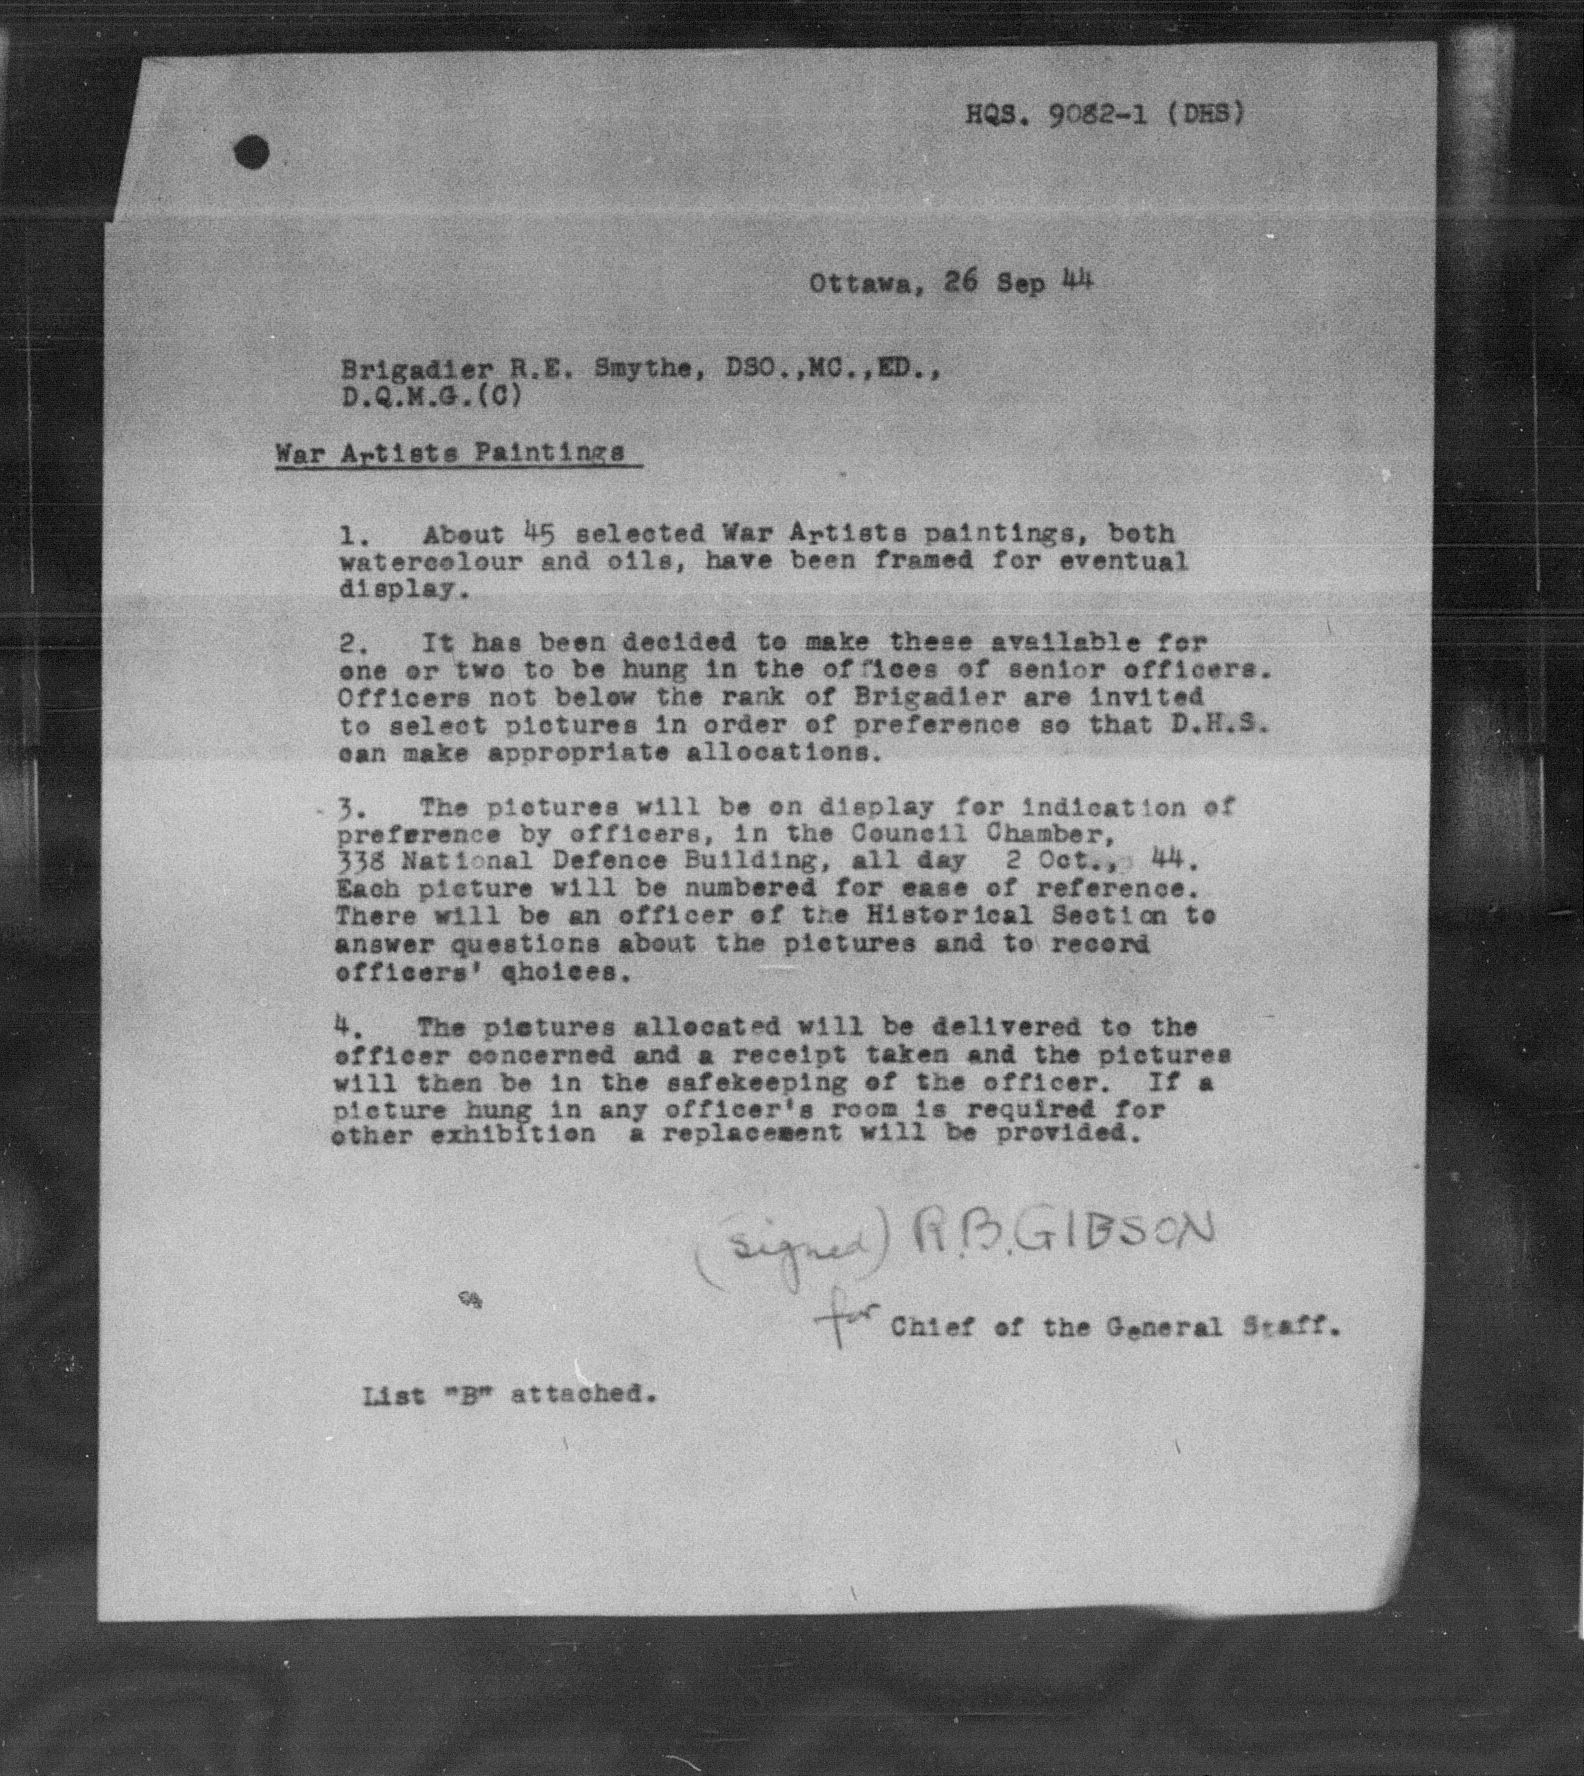 HQS. 9082-1 (DHS)
Ottawa, 26 Sep 44
Brigadier R.E. Smythe, DSO.,MC.,ED.,
D.Q.M.G.(C)
War Artists Paintings
1. About 45 selected War Artists paintings, both
watercolour and oils, have been framed for eventual
display.
2. It has been decided to make these available for
one or two to be hung in the offices of senior officers.
Officers not below the rank of Brigadier are invited
to select pictures in order of preference so that D.H.S.
can make appropriate allocations.
3. The pictures will be on display for indication of
preference by officers, in the Council Chamber,
338 National Defence Building, all day 2 Oct., 44.
Each picture will be numbered for ease of reference.
There will be an officer of the Historical Section to
answer questions about the pictures and to record
officers' qhoices.
4. The pictures allocated will be delivered to the
officer concerned and a receipt taken and the pictures
will then be in the safekeeping of the officer. If a
picture hung in any officer's room is required for
other exhibition a replacement will be provided.
(signed) R.B. GIBSON
for Chief of the General Staff.
List "B" attached.